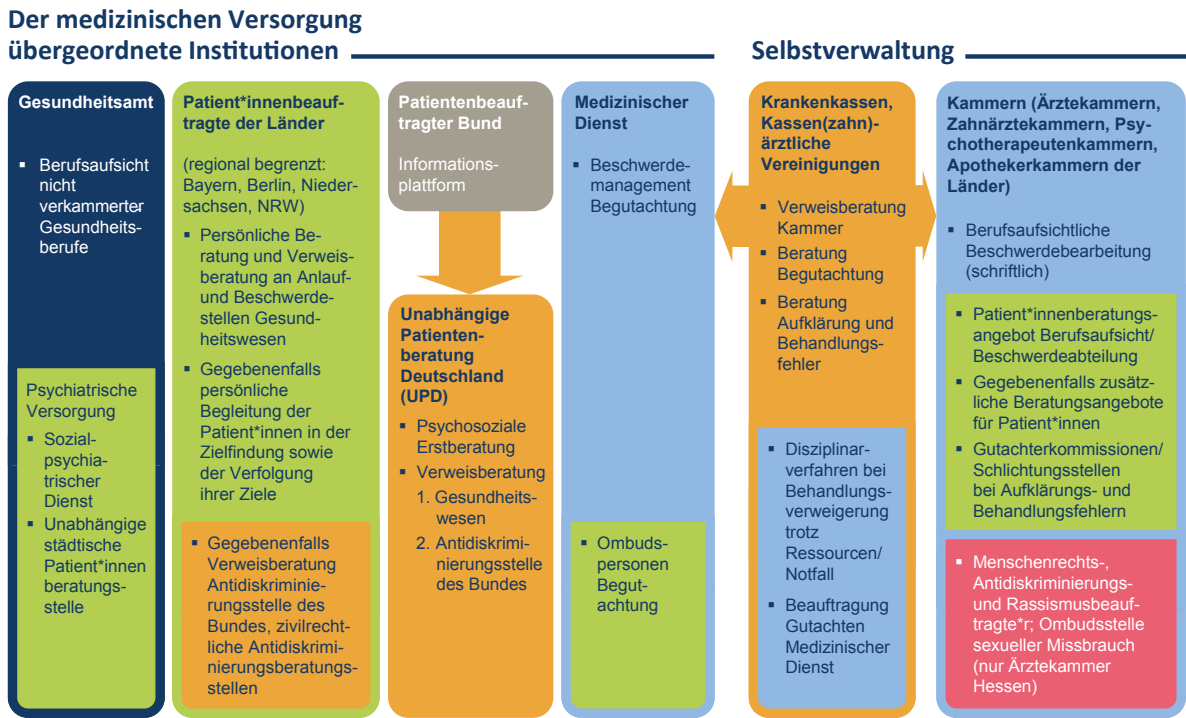 Der medizinischen Versorgung
übergeordnete Institutionen
Selbstverwaltung
Gesundheitsamt
▪ Berufsaufsicht
nicht
verkammerter
Gesundheits-
berufe
Psychiatrische
Versorgung
▪ Sozial-
psychia-
trischer
Dienst
▪ Unabhängige
städtische
Patient*innen
beratungs-
stelle
Patient*innenbeauf-
tragte der Länder
(regional begrenzt:
Bayern, Berlin, Nieder-
sachsen, NRW)
▪ Persönliche Be-
ratung und Verweis-
beratung an Anlauf-
und Beschwerde-
stellen Gesund-
heitswesen
▪ Gegebenenfalls
persönliche
Begleitung der
Patient*innen in der
Zielfindung sowie
der Verfolgung
ihrer Ziele
▪ Gegebenenfalls
Verweisberatung
Antidiskriminie-
rungsstelle des
Bundes, zivilrecht-
liche Antidiskrimi-
nierungsberatungs-
stellen
Patientenbeauf-
tragter Bund
Informations-
plattform
Unabhängige
Patienten-
beratung
Deutschland
(UPD)
▪ Psychosoziale
Erstberatung
▪ Verweisberatung
1. Gesundheits-
wesen
2. Antidiskrimi-
nierungsstelle
des Bundes
Medizinischer
Dienst
▪ Beschwerde-
management
Begutachtung
▪ Ombuds-
personen
Begut-
achtung
Krankenkassen,
Kassen(zahn)-
ärztliche
Vereinigungen
▪ Verweisberatung
Kammer
▪ Beratung
Begutachtung
▪ Beratung
Aufklärung und
Behandlungs-
fehler
▪ Disziplinar-
verfahren bei
Behandlungs-
verweigerung
trotz
Ressourcen/
Notfall
▪ Beauftragung
Gutachten
Medizinischer
Dienst
Kammern (Ärztekammern,
Zahnärztekammern, Psy-
chotherapeutenkammern,
Apothekerkammern der
Länder)
▪ Berufsaufsichtliche
Beschwerdebearbeitung
(schriftlich)
▪ Patient*innenberatungs-
angebot Berufsaufsicht/
Beschwerdeabteilung
▪ Gegebenenfalls zusätz-
liche Beratungsangebote
für Patient*innen
▪ Gutachterkommissionen/
Schlichtungsstellen
bei Aufklärungs- und
Behandlungsfehlern
▪ Menschenrechts-,
Antidiskriminierungs-
und Rassismusbeauf-
tragte*r; Ombudsstelle
sexueller Missbrauch
(nur Ärztekammer
Hessen)